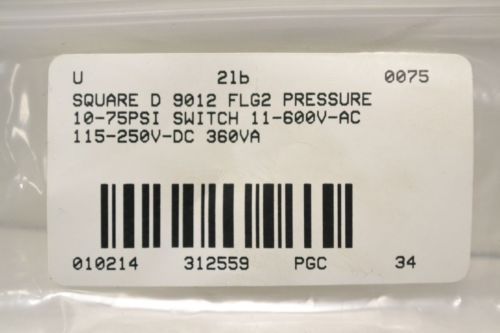 U 2lb 0075
SQUARE D 9012 FLG2 PRESSURE
10-75PSI SWITCH 11-600V-AC
115-250V-DC 360VA
010214 312559 PGC 34